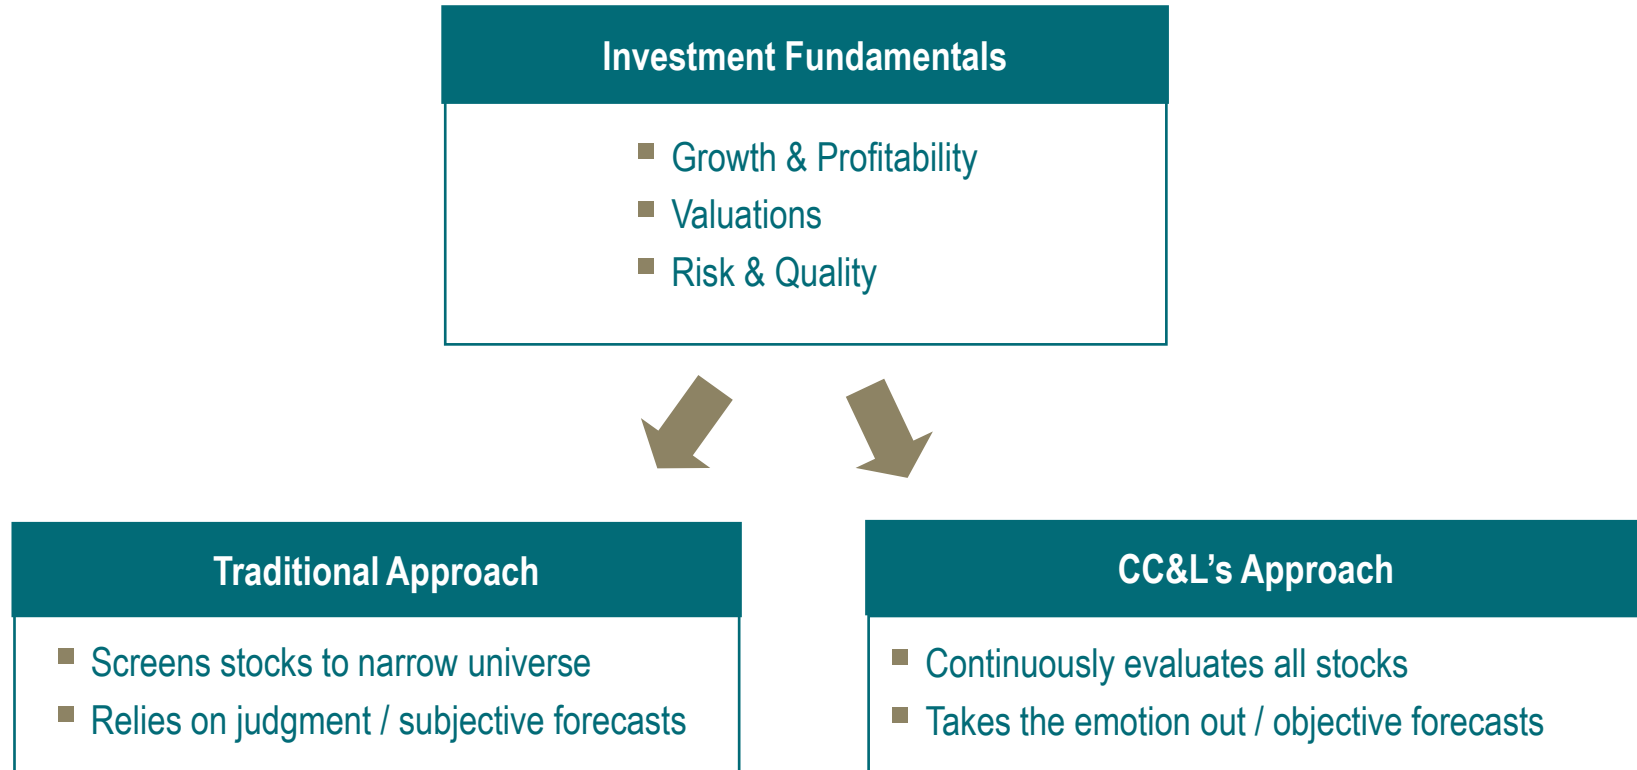 Investment Fundamentals
Growth & Profitability
Valuations
Risk & Quality
Traditional Approach
Screens stocks to narrow universe
Relies on judgment / subjective forecasts
CC&L’s Approach
Continuously evaluates all stocks
Takes the emotion out / objective forecasts